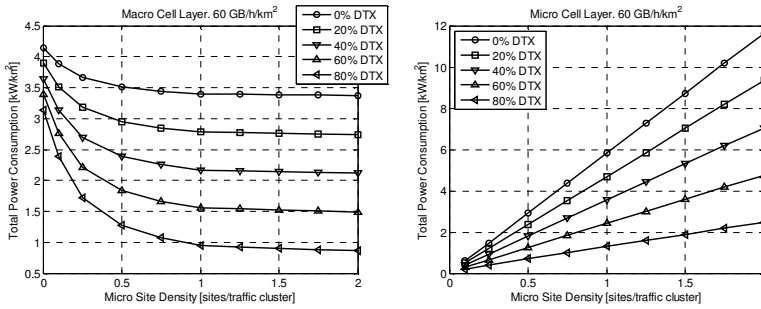 Macro Cell Layer. 60 GB/h/km2
Total Power Consumption [kW/km2]
4.5
4
3.5
3
2.5
2
1.5
1
0.5
0
0.5
1
1.5
2
Micro Site Density [sites/traffic cluster]
0% DTX
20% DTX
40% DTX
60% DTX
80% DTX
Micro Cell Layer. 60 GB/h/km2
Total Power Consumption [kW/km2]
12
10
8
6
4
2
0
0
0.5
1
1.5
Micro Site Density [sites/traffic cluster]
0% DTX
20% DTX
40% DTX
60% DTX
80% DTX